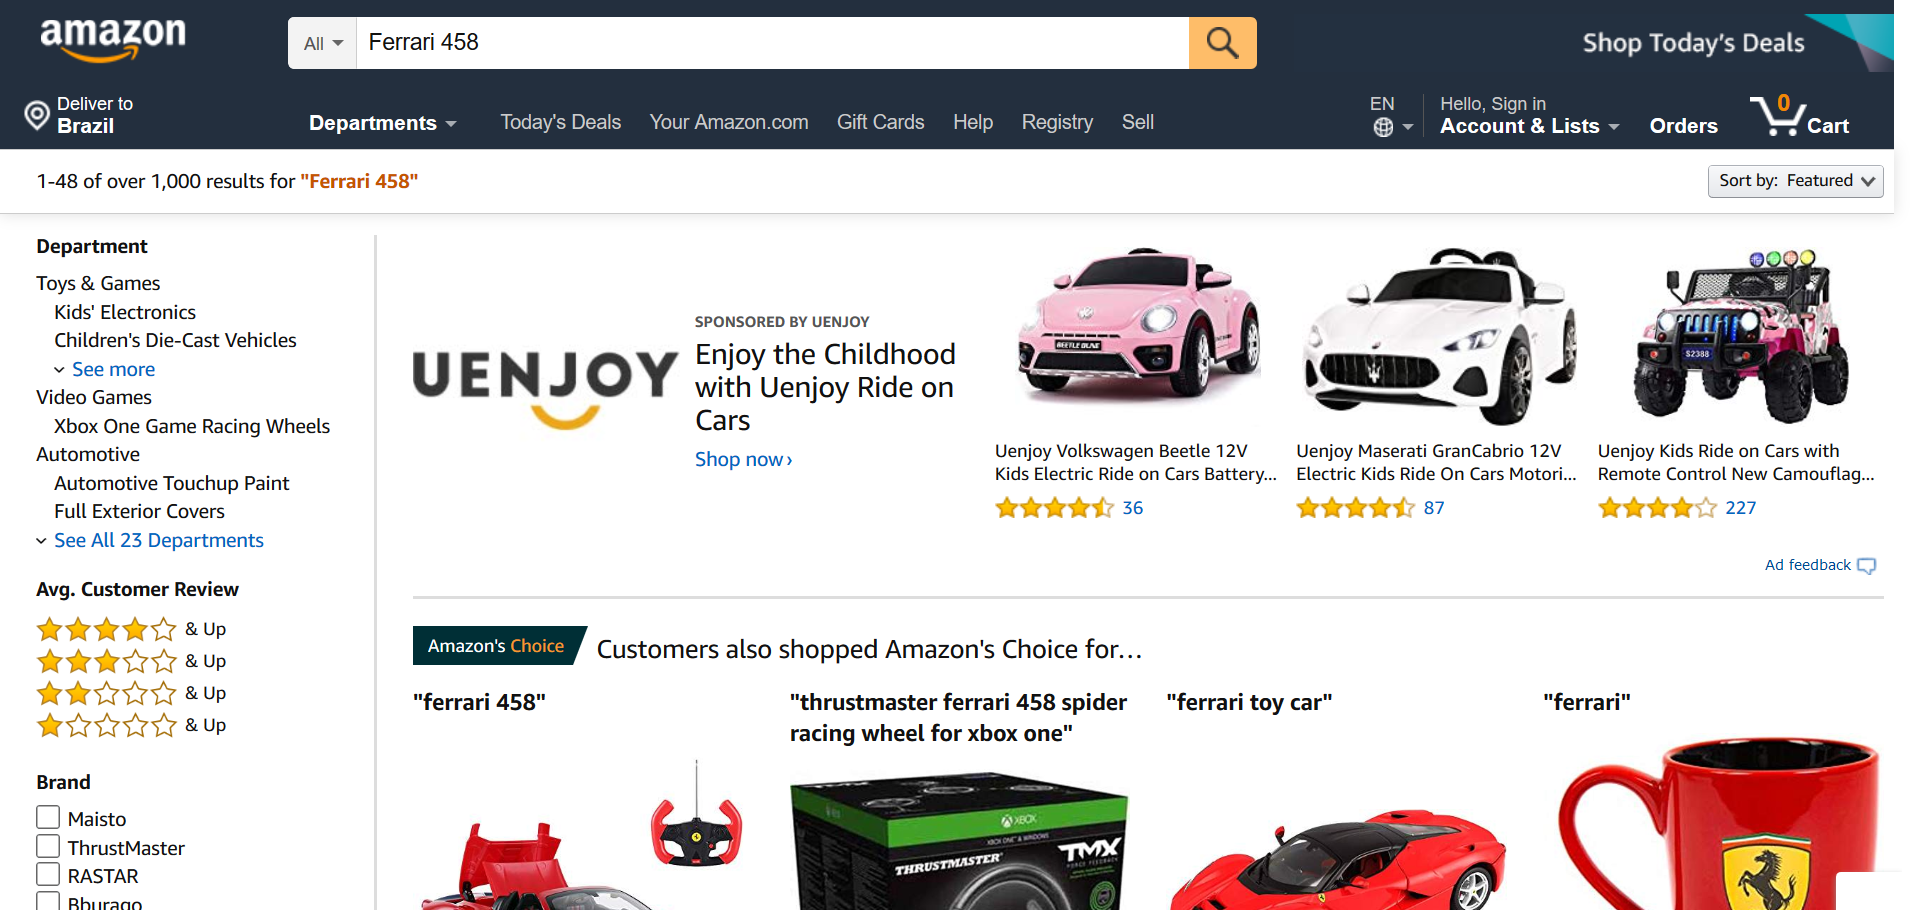 amazon
All
Ferrari 458
Shop Today's Deals
Deliver to
Brazil
Departments
Today's Deals
Your Amazon.com
Gift Cards
Help
Registry
Sell
EN
Hello, Sign in
Account & Lists
Orders
0
Cart
1-48 of over 1,000 results for "Ferrari 458"
Sort by: Featured
Department
Toys & Games
Kids' Electronics
Children's Die-Cast Vehicles
See more
Video Games
Xbox One Game Racing Wheels
Automotive
Automotive Touchup Paint
Full Exterior Covers
See All 23 Departments
Avg. Customer Review
& Up
& Up
& Up
& Up
Brand
Maisto
ThrustMaster
RASTAR
Bburago
UENJOY
SPONSORED BY UENJOY
Enjoy the Childhood
with Uenjoy Ride on
Cars
Shop now ›
BEETLE DUNE
Uenjoy Volkswagen Beetle 12V
Kids Electric Ride on Cars Battery...
36
Uenjoy Maserati GranCabrio 12V
Electric Kids Ride On Cars Motori...
87
S2388
Uenjoy Kids Ride on Cars with
Remote Control New Camouflag...
227
Ad feedback
Amazon's Choice
Customers also shopped Amazon's Choice for…
"ferrari 458"
"thrustmaster ferrari 458 spider
racing wheel for xbox one"
XBOX
XBOX ONE & WINDOWS
THRUSTMASTER
TMX
FORCE FEEDBACK
"ferrari toy car"
"ferrari"